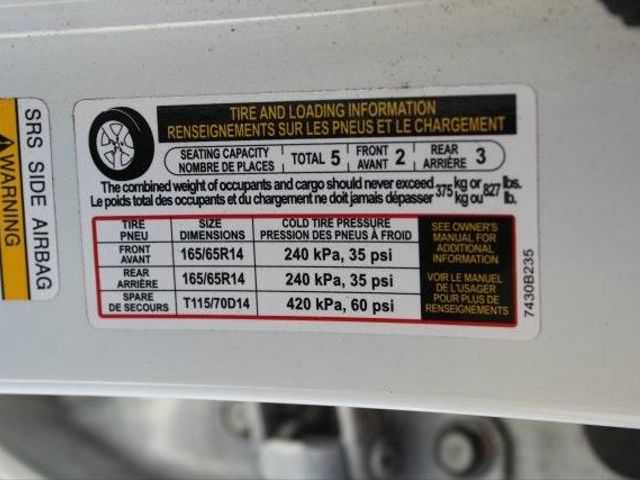 TIRE AND LOADING INFORMATION
RENSEIGNEMENTS SUR LES PNEUS ET LE CHARGEMENT
SEATING CAPACITY
NOMBRE DE PLACES
TOTAL 5
FRONT
AVANT 2
REAR
ARRIÈRE 3
The combined weight of occupants and cargo should never exceed 375 kg or 827 lbs.
Le poids total des occupants et du chargement ne doit jamais dépasser kg ou lb.
TIRE
PNEU
SIZE
DIMENSIONS
COLD TIRE PRESSURE
PRESSION DES PNEUS À FROID
FRONT
AVANT
165/65R14
240 kPa, 35 psi
REAR
ARRIÈRE
165/65R14
240 kPa, 35 psi
SPARE
DE SECOURS
T115/70D14
420 kPa, 60 psi
SEE OWNER'S
MANUAL FOR
ADDITIONAL
INFORMATION
VOIR LE MANUEL
DE L'USAGER
POUR PLUS DE
RENSEIGNEMENTS
7430B235
WARNING
SRS SIDE AIRBAG